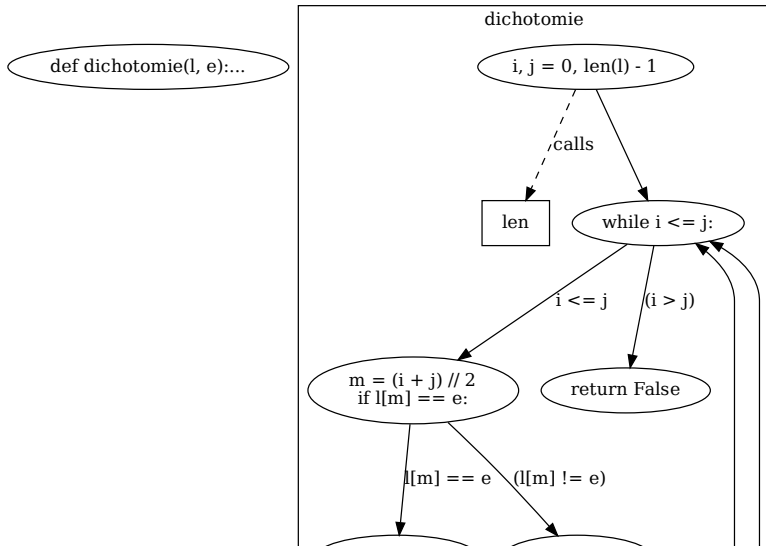 dichotomie
def dichotomie(l, e):...
i, j = 0, len(l) - 1
calls
len
while i <= j:
i <= j
(i > j)
m = (i + j) // 2
if l[m] == e:
return False
l[m] == e
(l[m] != e)